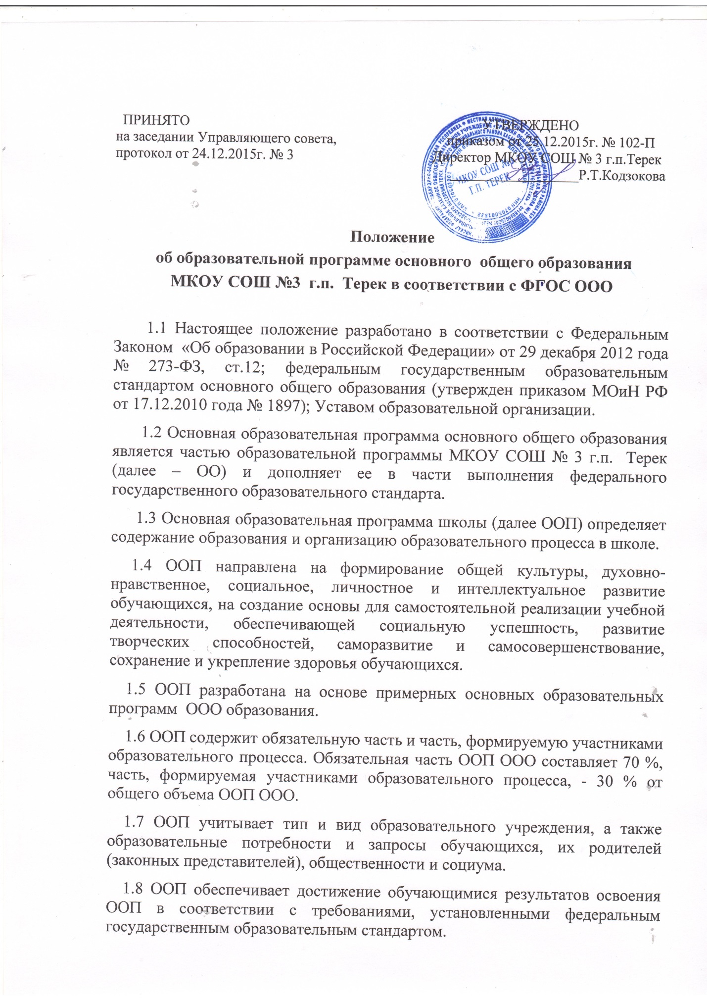 ПРИНЯТО
на заседании Управляющего совета,
протокол от 24.12.2015г. № 3
УТВЕРЖДЕНО
приказом от 25.12.2015г. № 102-П
Директор МКОУ СОШ № 3 г.п.Терек
Р.Т.Кодзокова
МКОУ СОШ №3
Г.П. ТЕРЕК
Положение
об образовательной программе основного общего образования
МКОУ СОШ №3 г.п. Терек в соответствии с ФГОС ООО
1.1 Настоящее положение разработано в соответствии с Федеральным
Законом «Об образовании в Российской Федерации» от 29 декабря 2012 года
№ 273-ФЗ, ст.12; федеральным государственным образовательным
стандартом основного общего образования (утвержден приказом МОиН РФ
от 17.12.2010 года № 1897); Уставом образовательной организации.
1.2 Основная образовательная программа основного общего образования
является частью образовательной программы МКОУ СОШ № 3 г.п. Терек
(далее – ОО) и дополняет ее в части выполнения федерального
государственного образовательного стандарта.
1.3 Основная образовательная программа школы (далее ООП) определяет
содержание образования и организацию образовательного процесса в школе.
1.4 ООП направлена на формирование общей культуры, духовно-
нравственное, социальное, личностное и интеллектуальное развитие
обучающихся, на создание основы для самостоятельной реализации учебной
деятельности, обеспечивающей социальную успешность, развитие
творческих способностей, саморазвитие и самосовершенствование,
сохранение и укрепление здоровья обучающихся.
1.5 ООП разработана на основе примерных основных образовательных
программ ООО образования.
1.6 ООП содержит обязательную часть и часть, формируемую участниками
образовательного процесса. Обязательная часть ООП ООО составляет 70 %,
часть, формируемая участниками образовательного процесса, - 30 % от
общего объема ООП ООО.
1.7 ООП учитывает тип и вид образовательного учреждения, а также
образовательные потребности и запросы обучающихся, их родителей
(законных представителей), общественности и социума.
1.8 ООП обеспечивает достижение обучающимися результатов освоения
ООП в соответствии с требованиями, установленными федеральным
государственным образовательным стандартом.